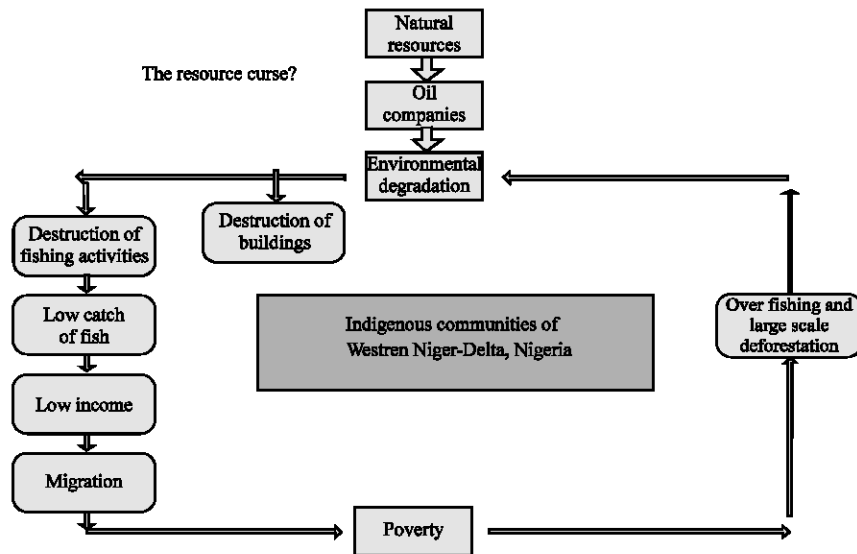 Natural
resources
The resource curse?
Oil
companies
Environmental
degradation
Destruction of
buildings
Destruction of
fishing activities
Low catch
of fish
Indigenous communities of
Westren Niger-Delta, Nigeria
Over fishing and
large scale
deforestation
Low income
Migration
Poverty